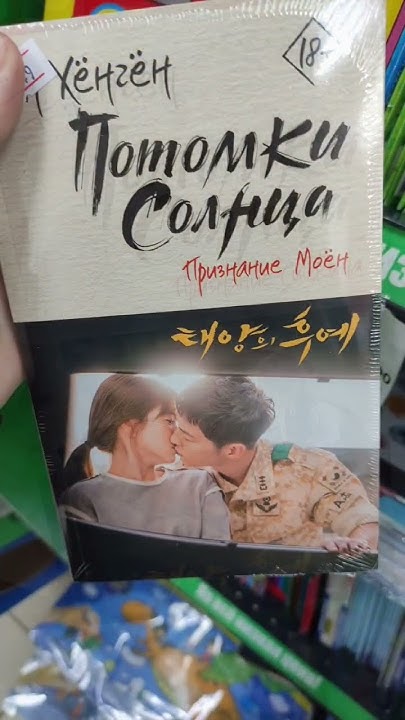 18+
Хёнгён
Потомки
Солнца
Признание Моён
태양의 후예